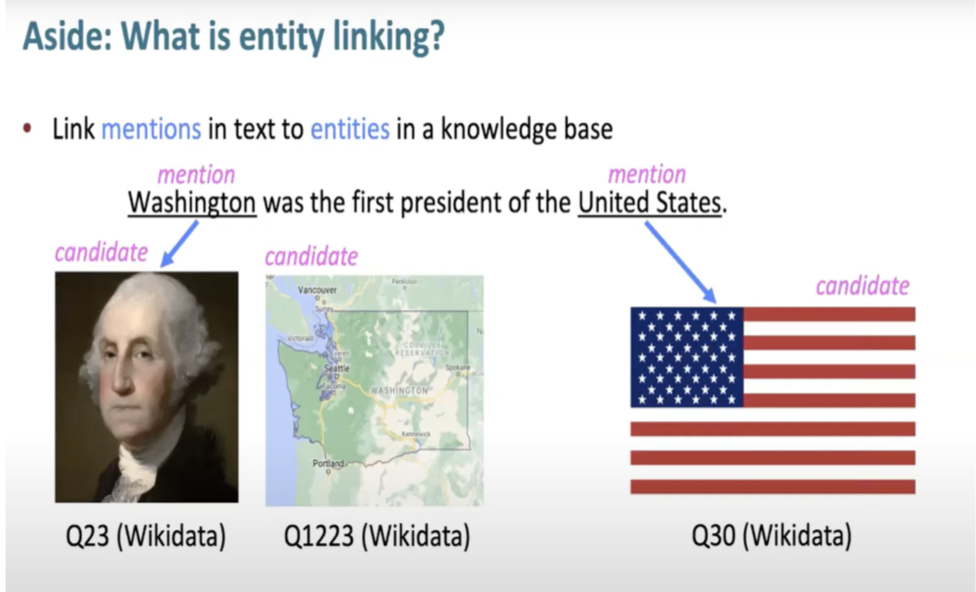 Aside: What is entity linking?
• Link mentions in text to entities in a knowledge base
mention mention
Washington was the first president of the United States.
candidate candidate candidate
Vancouver
Penticton
Surrey
Victoria
COLVILLE
RESERVATION
Everett
Seattle
Spokane
Tacoma
WASHINGTON
Kennewick
Portland
Q23 (Wikidata) Q1223 (Wikidata) Q30 (Wikidata)